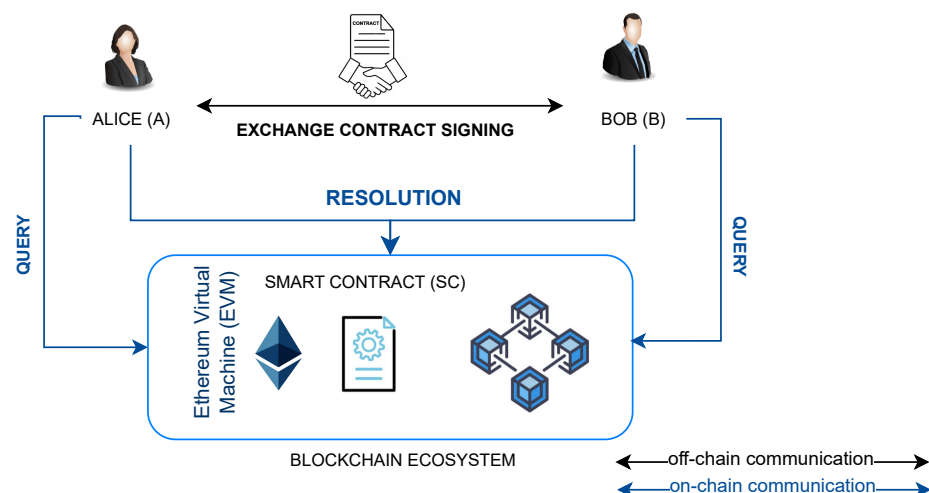 CONTRACT
ALICE (A)
BOB (B)
EXCHANGE CONTRACT SIGNING
RESOLUTION
QUERY
QUERY
SMART CONTRACT (SC)
Ethereum Virtual
Machine (EVM)
BLOCKCHAIN ECOSYSTEM
off-chain communication
on-chain communication